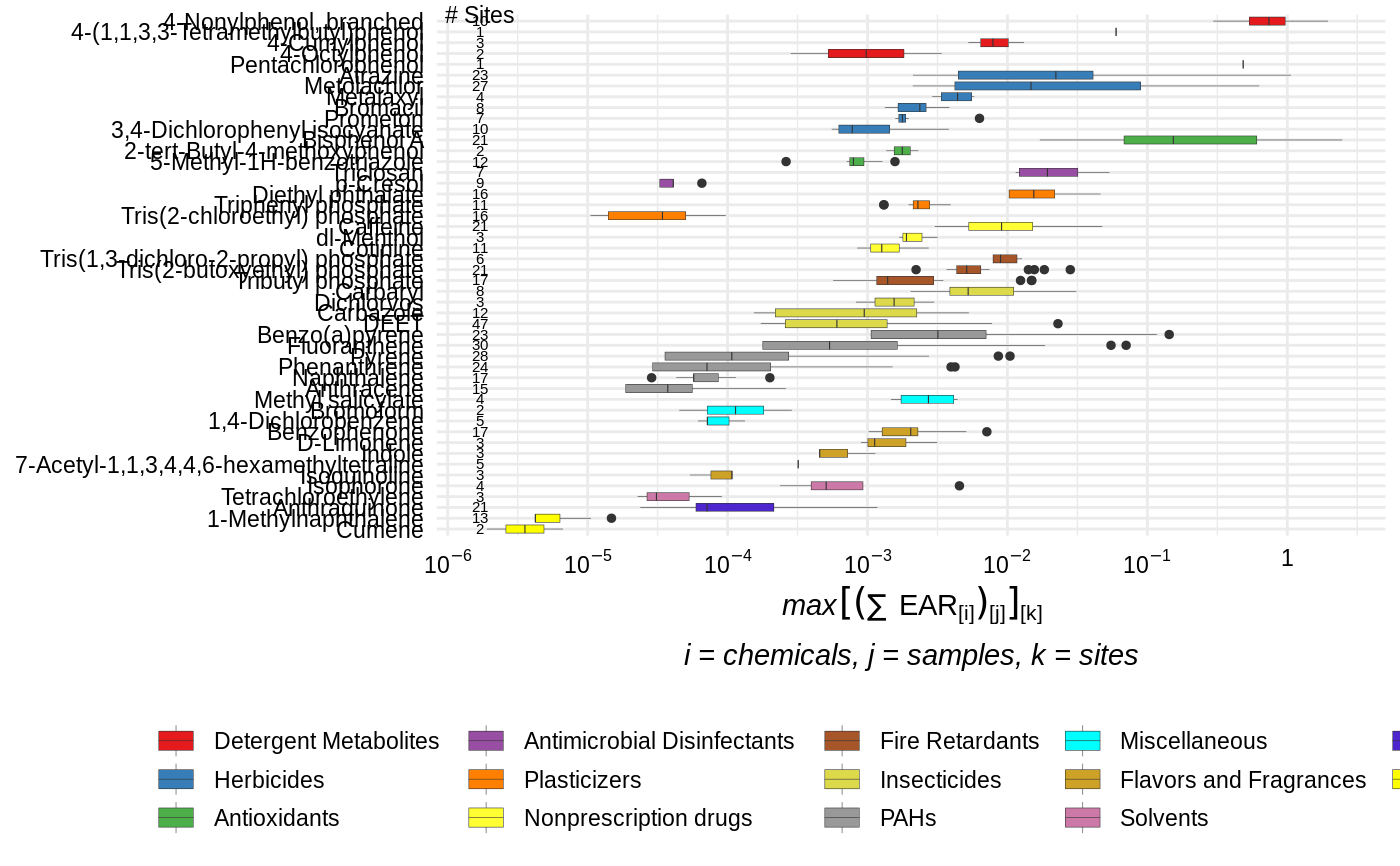 # Sites
4-Nonylphenol, branched 10
4-(1,1,3,3-Tetramethylbutyl)phenol 1
4-Cumylphenol 3
4-Octylphenol 2
Pentachlorophenol 1
Atrazine 23
Metolachlor 27
Metalaxyl 4
Bromacil 8
Prometon 7
3,4-Dichlorophenyl isocyanate 10
Bisphenol A 21
2-tert-Butyl-4-methoxyphenol 2
5-Methyl-1H-benzotriazole 12
Triclosan 7
p-Cresol 9
Diethyl phthalate 16
Triphenyl phosphate 11
Tris(2-chloroethyl) phosphate 16
Caffeine 21
dl-Menthol 3
Cotinine 11
Tris(1,3-dichloro-2-propyl) phosphate 6
Tris(2-butoxyethyl) phosphate 21
Tributyl phosphate 17
Carbaryl 8
Dichlorvos 3
Carbazole 12
DEET 47
Benzo(a)pyrene 23
Fluoranthene 30
Pyrene 28
Phenanthrene 24
Naphthalene 17
Anthracene 15
Methyl salicylate 4
Bromoform 2
1,4-Dichlorobenzene 5
Benzophenone 17
D-Limonene 3
Indole 3
7-Acetyl-1,1,3,4,4,6-hexamethyltetraline 5
Isoquinoline 3
Isophorone 4
Tetrachloroethylene 3
Anthraquinone 21
1-Methylnaphthalene 13
Cumene 2
10−6 10−5 10−4 10−3 10−2 10−1 1
max[(∑ EAR[i])[j]][k]
i = chemicals, j = samples, k = sites
Detergent Metabolites Antimicrobial Disinfectants Fire Retardants Miscellaneous
Herbicides Plasticizers Insecticides Flavors and Fragrances
Antioxidants Nonprescription drugs PAHs Solvents